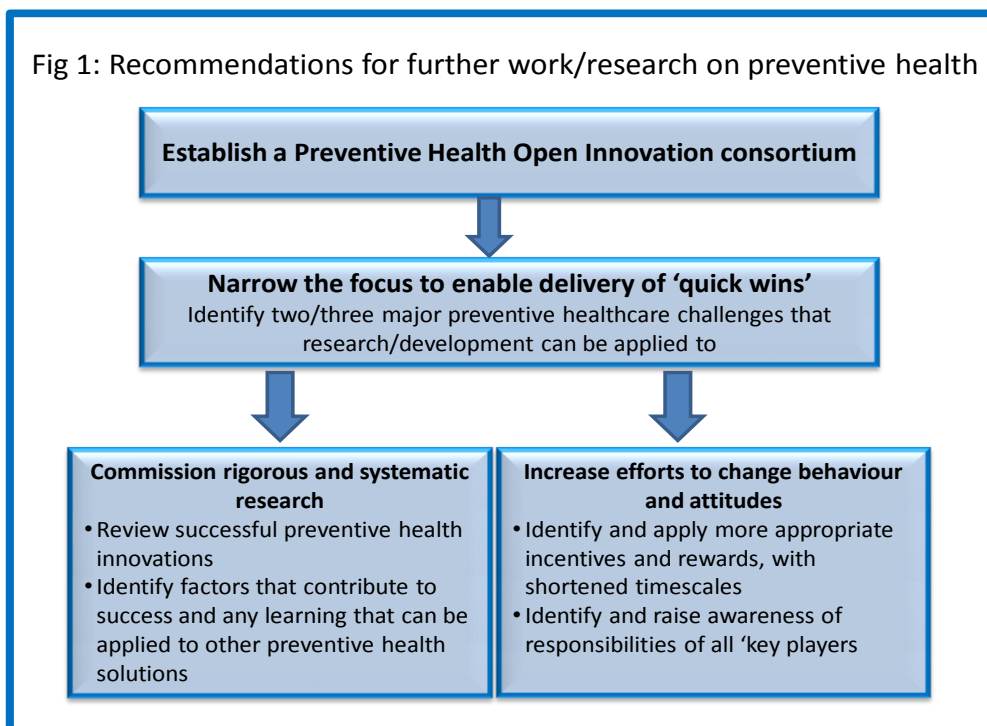 Fig 1: Recommendations for further work/research on preventive health
Establish a Preventive Health Open Innovation consortium
Narrow the focus to enable delivery of ‘quick wins’
Identify two/three major preventive healthcare challenges that
research/development can be applied to
Commission rigorous and systematic
research
• Review successful preventive health
innovations
• Identify factors that contribute to
success and any learning that can be
applied to other preventive health
solutions
Increase efforts to change behaviour
and attitudes
• Identify and apply more appropriate
incentives and rewards, with
shortened timescales
• Identify and raise awareness of
responsibilities of all ‘key players